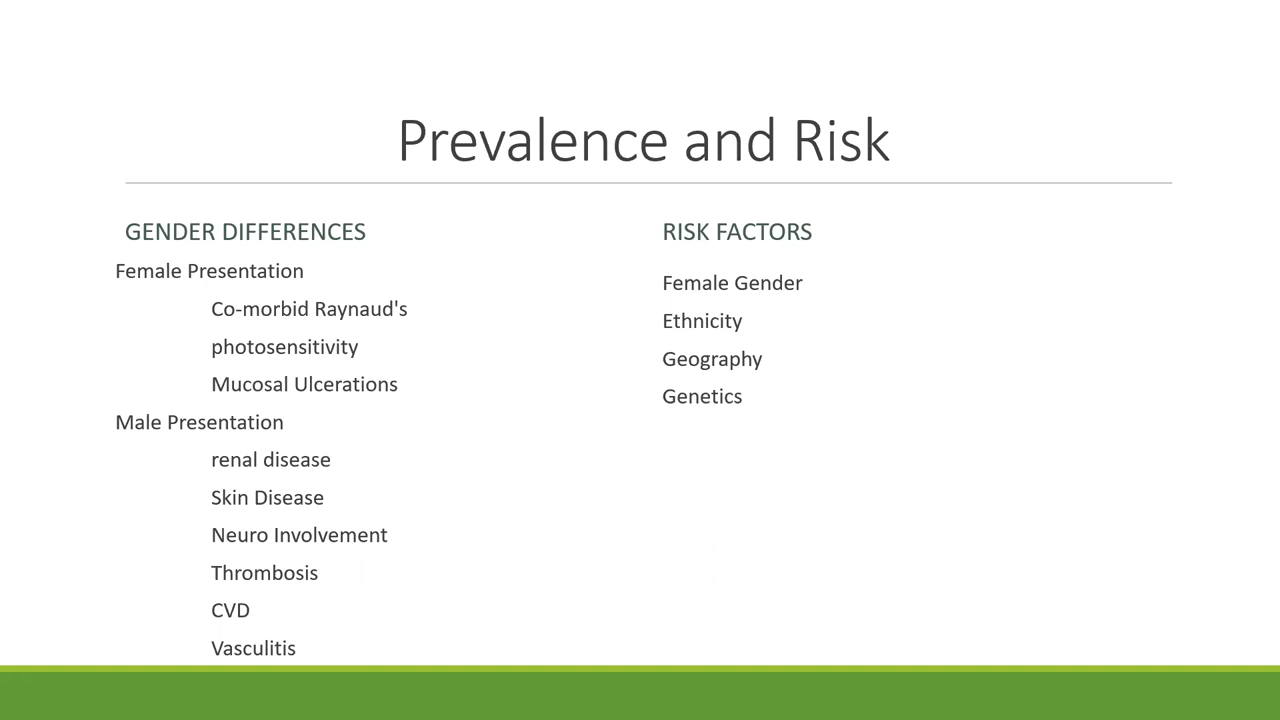 Prevalence and Risk
GENDER DIFFERENCES
Female Presentation
Co-morbid Raynaud's
photosensitivity
Mucosal Ulcerations
Male Presentation
renal disease
Skin Disease
Neuro Involvement
Thrombosis
CVD
Vasculitis
RISK FACTORS
Female Gender
Ethnicity
Geography
Genetics